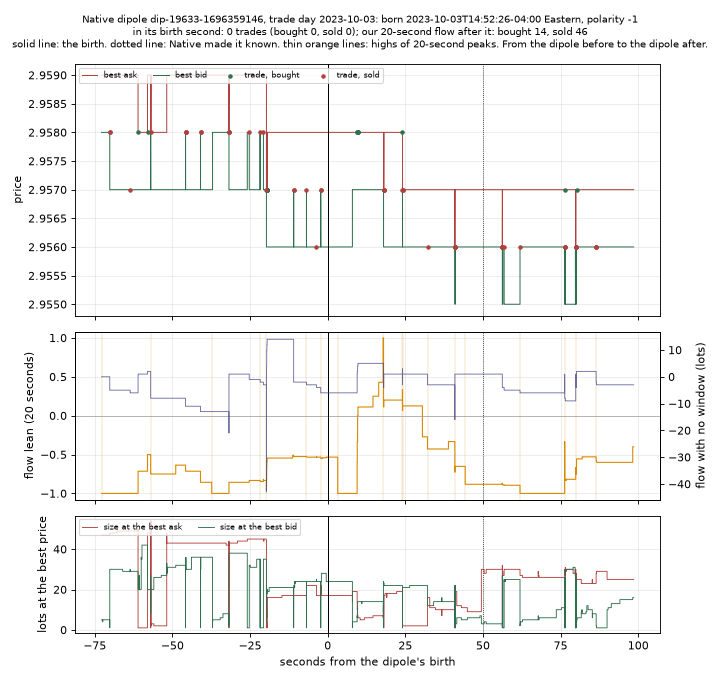 Native dipole dip-19633-1696359146, trade day 2023-10-03: born 2023-10-03T14:52:26-04:00 Eastern, polarity -1
in its birth second: 0 trades (bought 0, sold 0); our 20-second flow after it: bought 14, sold 46
solid line: the birth. dotted line: Native made it known. thin orange lines: highs of 20-second peaks. From the dipole before to the dipole after.
best ask
best bid
trade, bought
trade, sold
2.9590
2.9585
2.9580
2.9575
2.9570
2.9565
2.9560
2.9555
2.9550
price
1.0
0.5
0.0
−0.5
−1.0
flow lean (20 seconds)
10
0
−10
−20
−30
−40
flow with no window (lots)
size at the best ask
size at the best bid
40
20
0
lots at the best price
−75
−50
−25
0
25
50
75
100
seconds from the dipole's birth